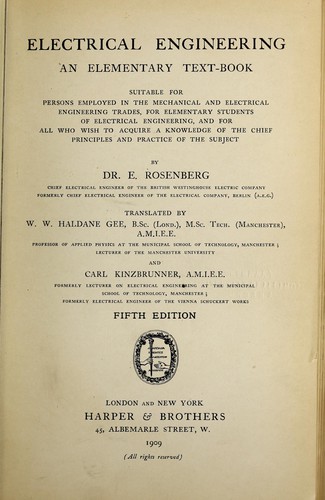 ELECTRICAL ENGINEERING
AN ELEMENTARY TEXT-BOOK
SUITABLE FOR
PERSONS EMPLOYED IN THE MECHANICAL AND ELECTRICAL
ENGINEERING TRADES, FOR ELEMENTARY STUDENTS
OF ELECTRICAL ENGINEERING, AND FOR
ALL WHO WISH TO ACQUIRE A KNOWLEDGE OF THE CHIEF
PRINCIPLES AND PRACTICE OF THE SUBJECT
BY
DR. E. ROSENBERG
CHIEF ELECTRICAL ENGINEER OF THE BRITISH WESTINGHOUSE ELECTRIC COMPANY
FORMERLY CHIEF ELECTRICAL ENGINEER OF THE ELECTRICAL COMPANY, BERLIN (A.E.G.)
TRANSLATED BY
W. W. HALDANE GEE, B.Sc. (Lond.), M.Sc. Tech. (Manchester),
A.M.I.E.E.
PROFESSOR OF APPLIED PHYSICS AT THE MUNICIPAL SCHOOL OF TECHNOLOGY, MANCHESTER;
LECTURER OF THE MANCHESTER UNIVERSITY
AND
CARL KINZBRUNNER, A.M.I.E.E.
FORMERLY LECTURER ON ELECTRICAL ENGINEERING AT THE MUNICIPAL
SCHOOL OF TECHNOLOGY, MANCHESTER;
FORMERLY ELECTRICAL ENGINEER OF THE VIENNA SCHUCKERT WORKS
FIFTH EDITION
LONDON AND NEW YORK
HARPER & BROTHERS
45, ALBEMARLE STREET, W.
1909
(All rights reserved)